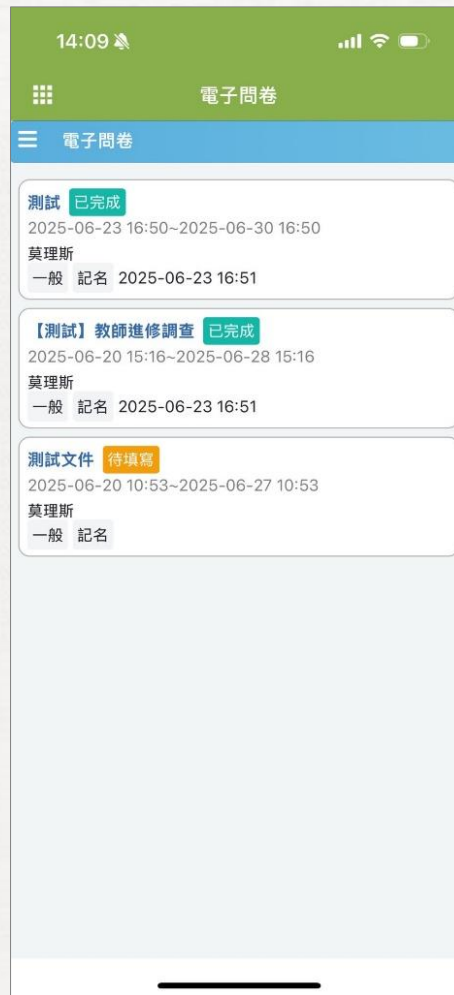 14:09
電子問卷
電子問卷
測試 已完成
2025-06-23 16:50~2025-06-30 16:50
莫理斯
一般 記名 2025-06-23 16:51
【測試】教師進修調查 已完成
2025-06-20 15:16~2025-06-28 15:16
莫理斯
一般 記名 2025-06-23 16:51
測試文件 待填寫
2025-06-20 10:53~2025-06-27 10:53
莫理斯
一般 記名